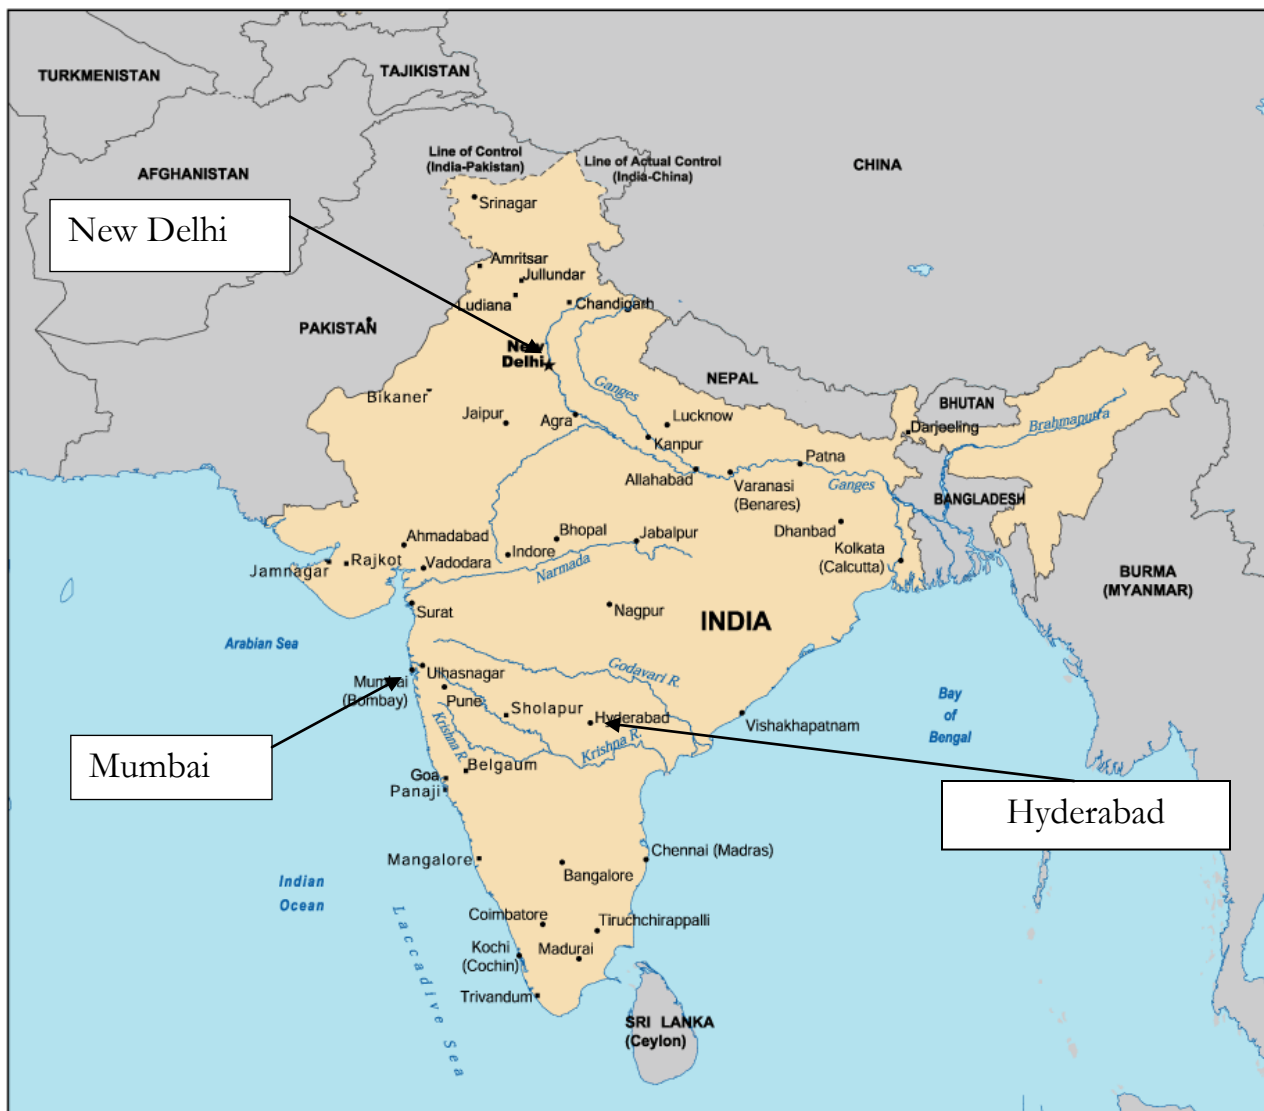 TURKMENISTAN
TAJIKISTAN
AFGHANISTAN
Line of Control
(India-Pakistan)
Line of Actual Control
(India-China)
CHINA
Srinagar
New Delhi
Amritsar
Jullundar
Ludiana
Chandigarh
PAKISTAN
New
Delhi
NEPAL
Ganges
BHUTAN
Bikaner
Jaipur
Agra
Lucknow
Darjeeling
Brahmaputra
Kanpur
Patna
Allahabad
Varanasi
(Benares)
Ganges
BANGLADESH
Ahmadabad
Bhopal
Jabalpur
Dhanbad
Kolkata
(Calcutta)
Rajkot
Jamnagar
Vadodara
Indore
Narmada
BURMA
(MYANMAR)
Surat
Nagpur
INDIA
Arabian Sea
Ulhasnagar
Mumbai
(Bombay)
Pune
Godavari R.
Sholapur
Hyderabad
Vishakhapatnam
Bay
of
Bengal
Krishna R.
Krishna R.
Mumbai
Belgaum
Goa
Panaji
Hyderabad
Mangalore
Bangalore
Chennai (Madras)
Indian
Ocean
Laccadive Sea
Coimbatore
Tiruchchirappalli
Kochi
(Cochin)
Madurai
Trivandum
SRI LANKA
(Ceylon)